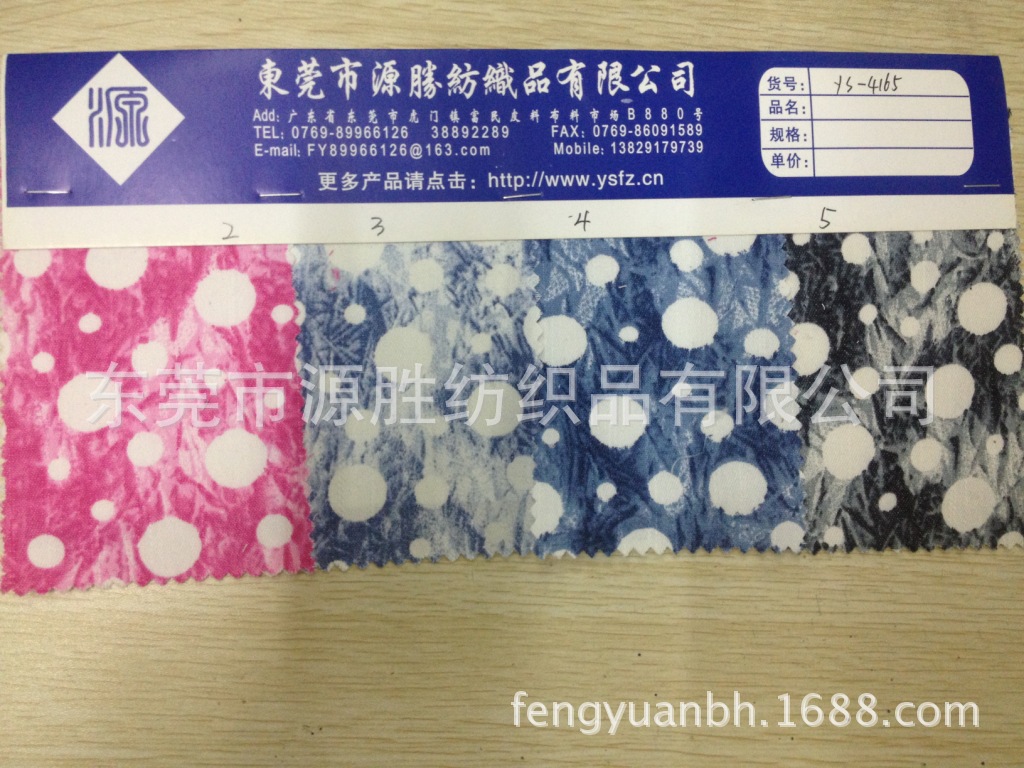 源
東莞市源勝紡織品有限公司
Add: 广东省东莞市虎门镇富民皮料布料市场B880号
TEL: 0769-89966126 38892289 FAX: 0769-86091589
E-mail: FY89966126@163.com Mobile: 13829179739
更多产品请点击: http://www.ysfz.cn
货号: YS-4165
品名:
规格:
单价:
2 3 4 5
东莞市源胜纺织品有限公司
fengyuanbh.1688.com